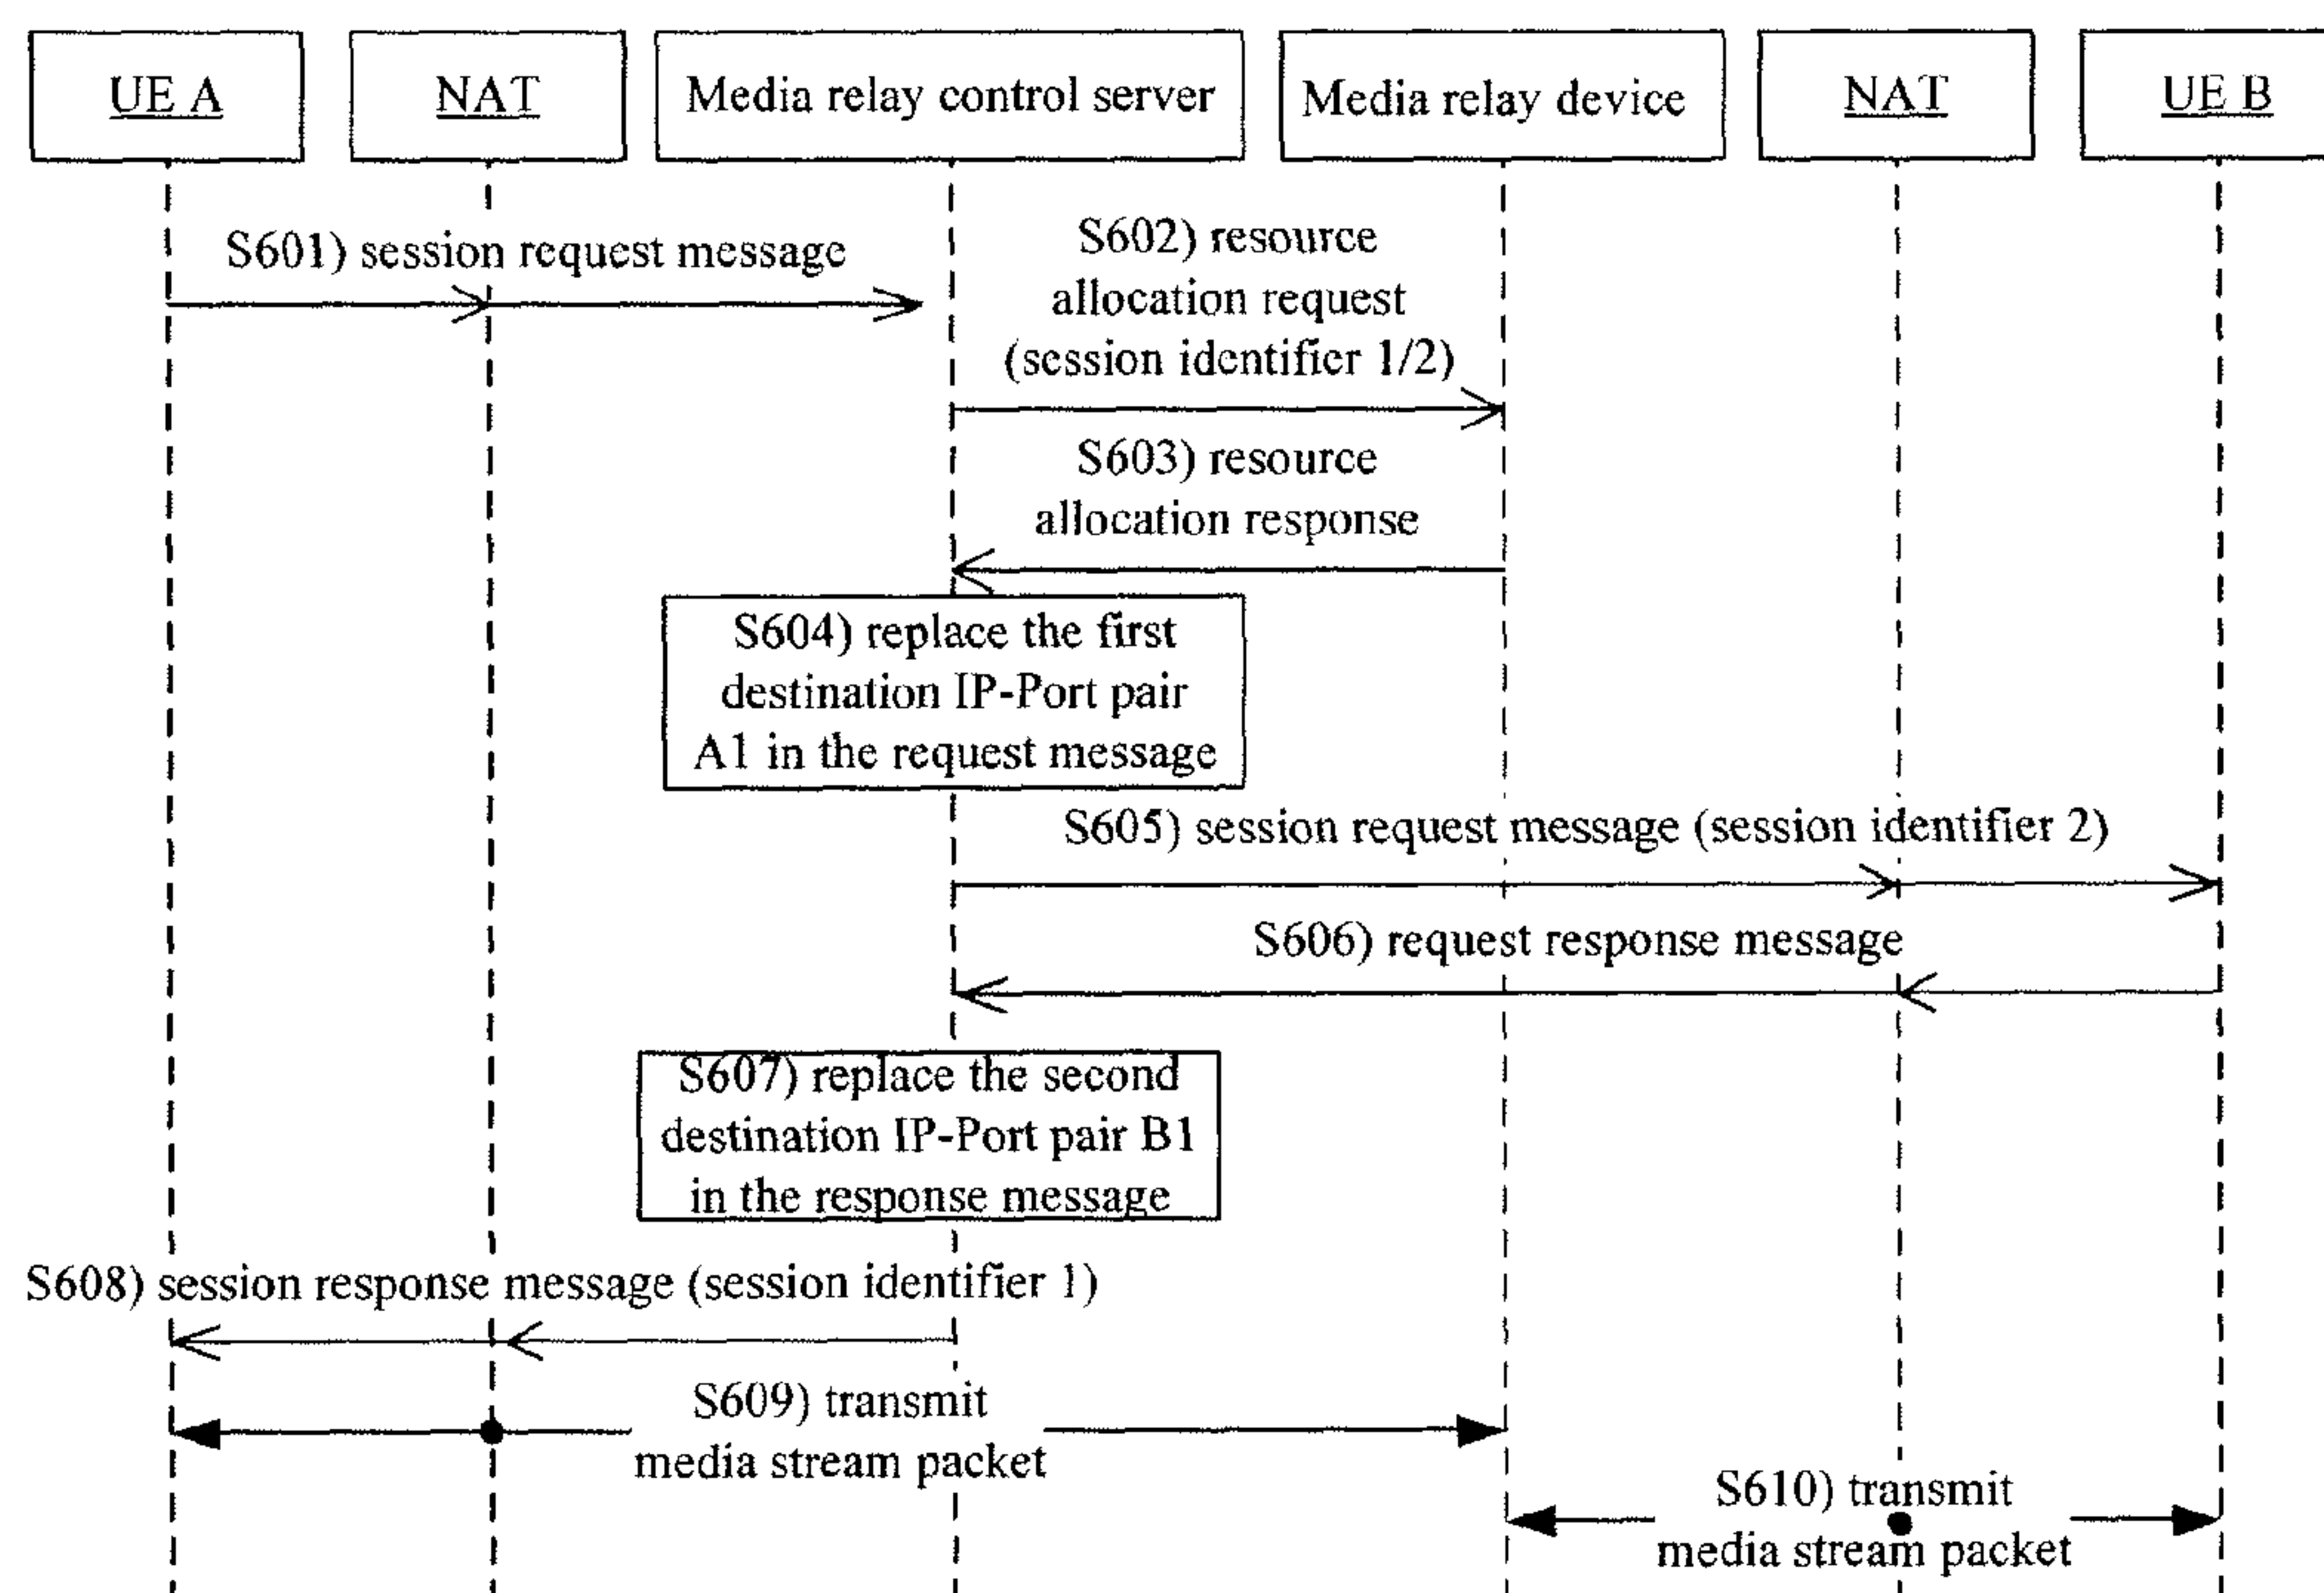 UE A
NAT
Media relay control server
Media relay device
NAT
UE B
S601) session request message
S602) resource
allocation request
(session identifier 1/2)
S603) resource
allocation response
S604) replace the first
destination IP-Port pair
A1 in the request message
S605) session request message (session identifier 2)
S606) request response message
S607) replace the second
destination IP-Port pair B1
in the response message
S608) session response message (session identifier 1)
S609) transmit
media stream packet
S610) transmit
media stream packet